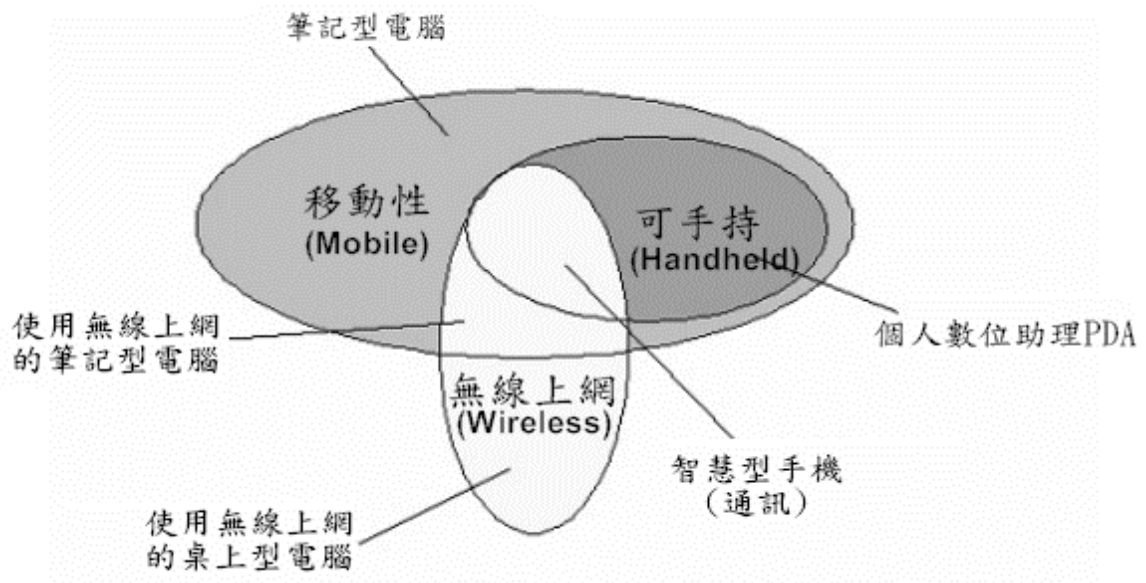 筆記型電腦
移動性
(Mobile)
可手持
(Handheld)
使用無線上網
的筆記型電腦
個人數位助理PDA
無線上網
(Wireless)
智慧型手機
(通訊)
使用無線上網
的桌上型電腦